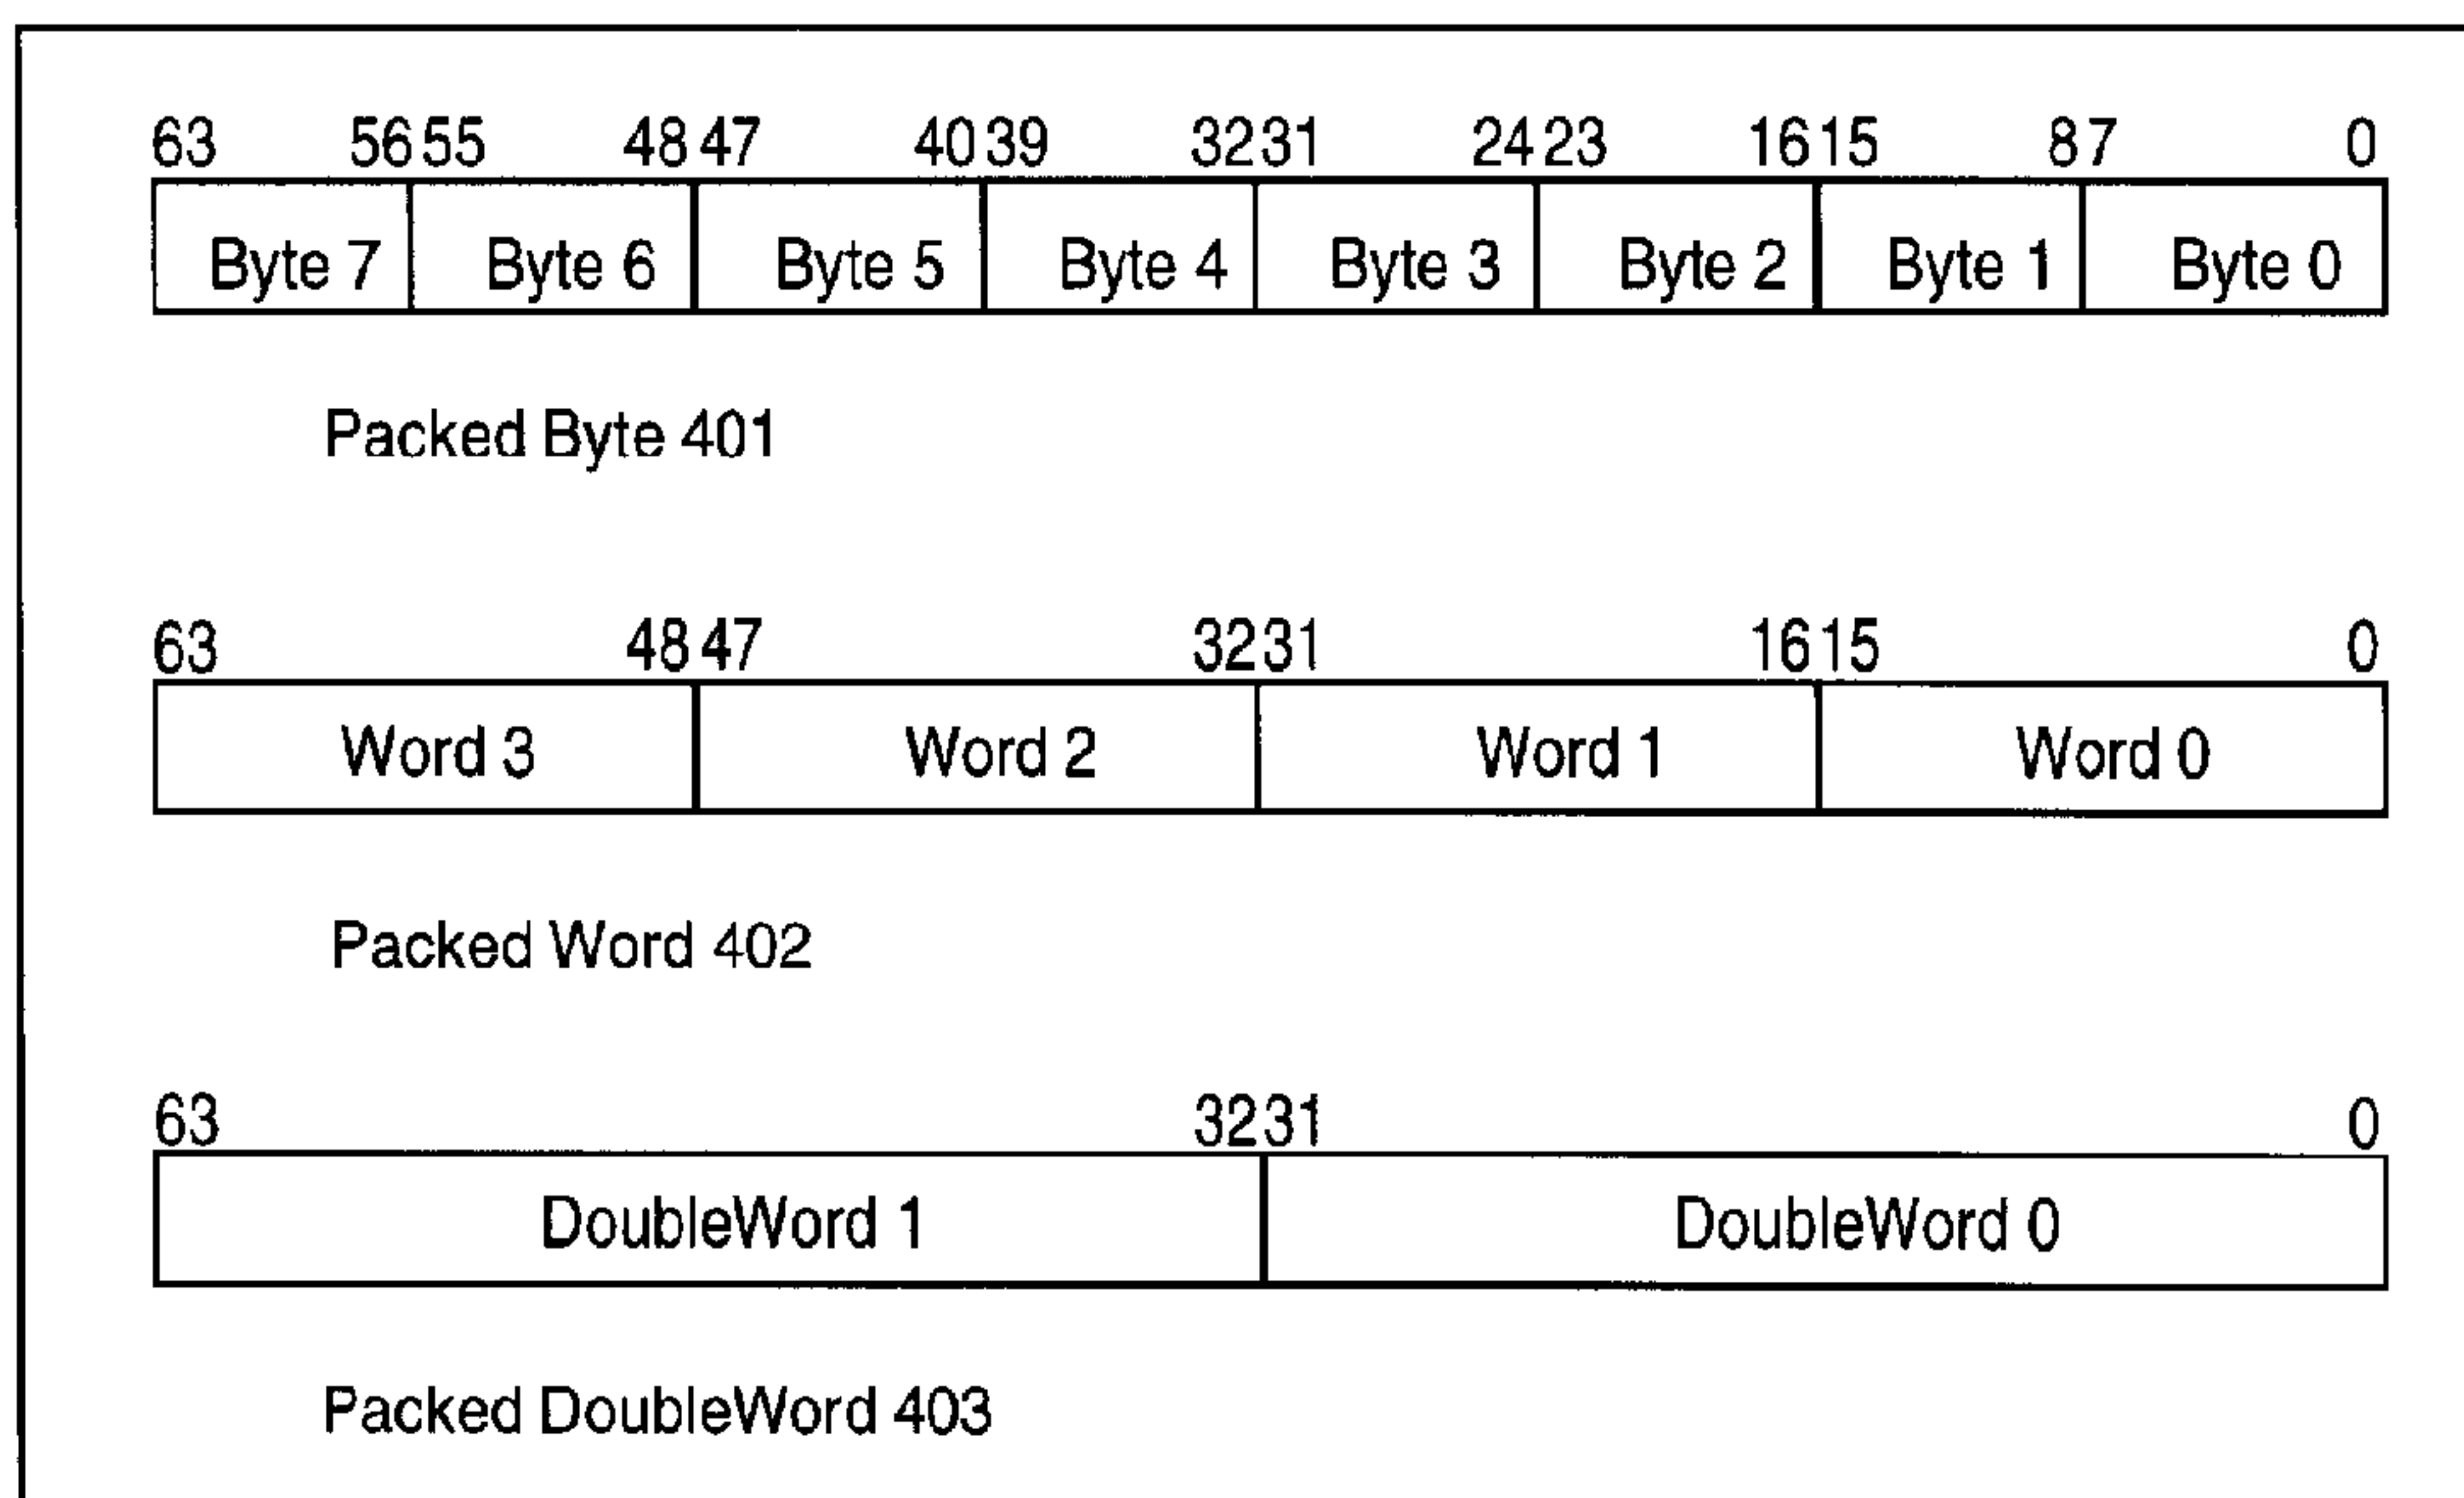 63 56 55 48 47 40 39 32 31 24 23 16 15 8 7 0
Byte 7 Byte 6 Byte 5 Byte 4 Byte 3 Byte 2 Byte 1 Byte 0
Packed Byte 401
63 48 47 32 31 16 15 0
Word 3 Word 2 Word 1 Word 0
Packed Word 402
63 32 31 0
DoubleWord 1 DoubleWord 0
Packed DoubleWord 403